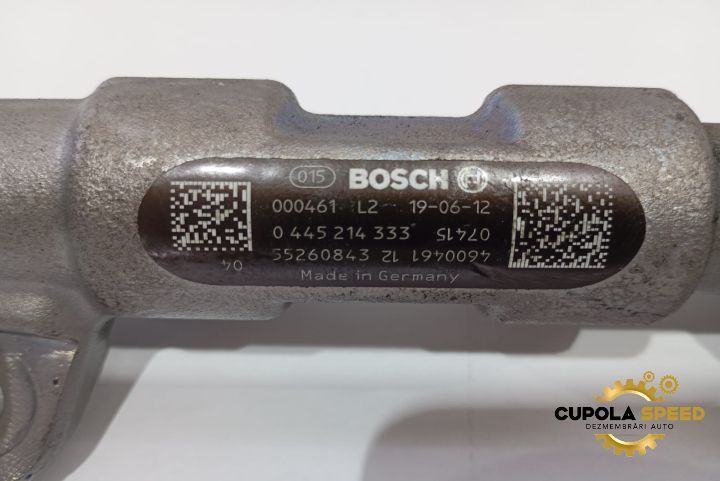 015 BOSCH
000461 L2 19-06-12
0 445 214 333 07415
55260843 12 4600461
04
Made in Germany
CUPOLA SPEED
DEZMEMBRĂRI AUTO